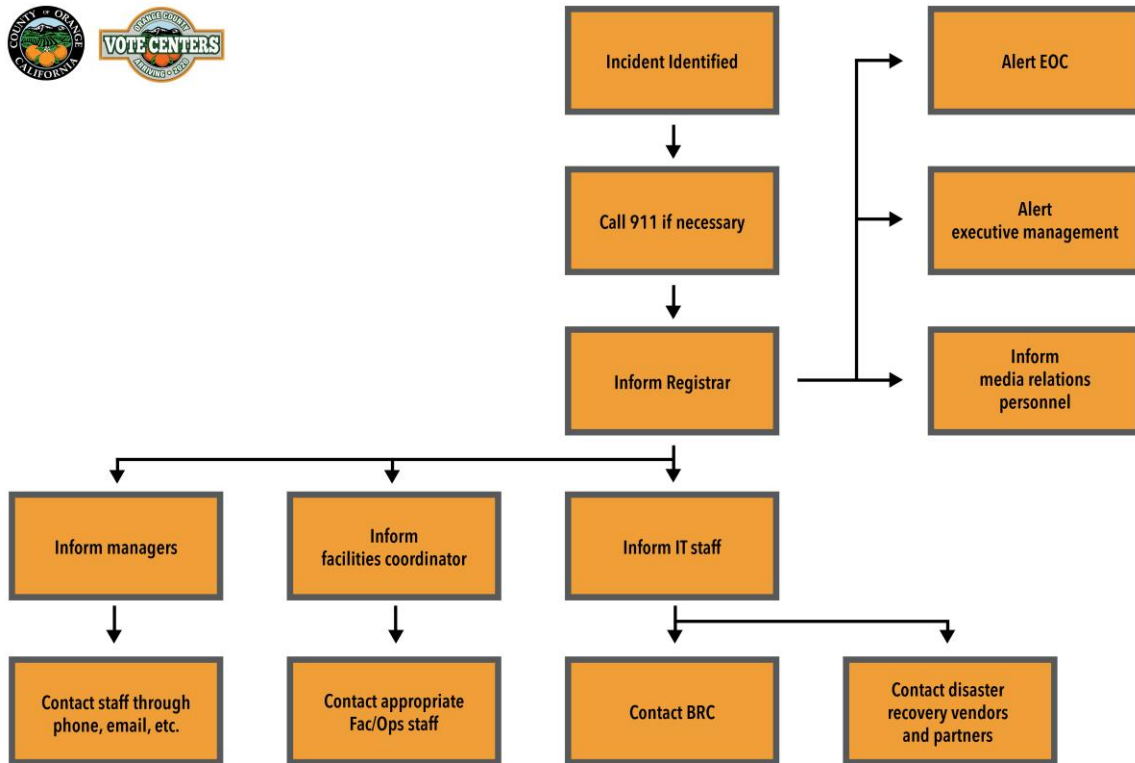 COUNTY OF ORANGE
CALIFORNIA
ORANGE COUNTY
VOTE CENTERS
ARRIVING • 2020
Incident Identified
Alert EOC
Call 911 if necessary
Alert
executive management
Inform Registrar
Inform
media relations
personnel
Inform managers
Inform
facilities coordinator
Inform IT staff
Contact staff through
phone, email, etc.
Contact appropriate
Fac/Ops staff
Contact BRC
Contact disaster
recovery vendors
and partners